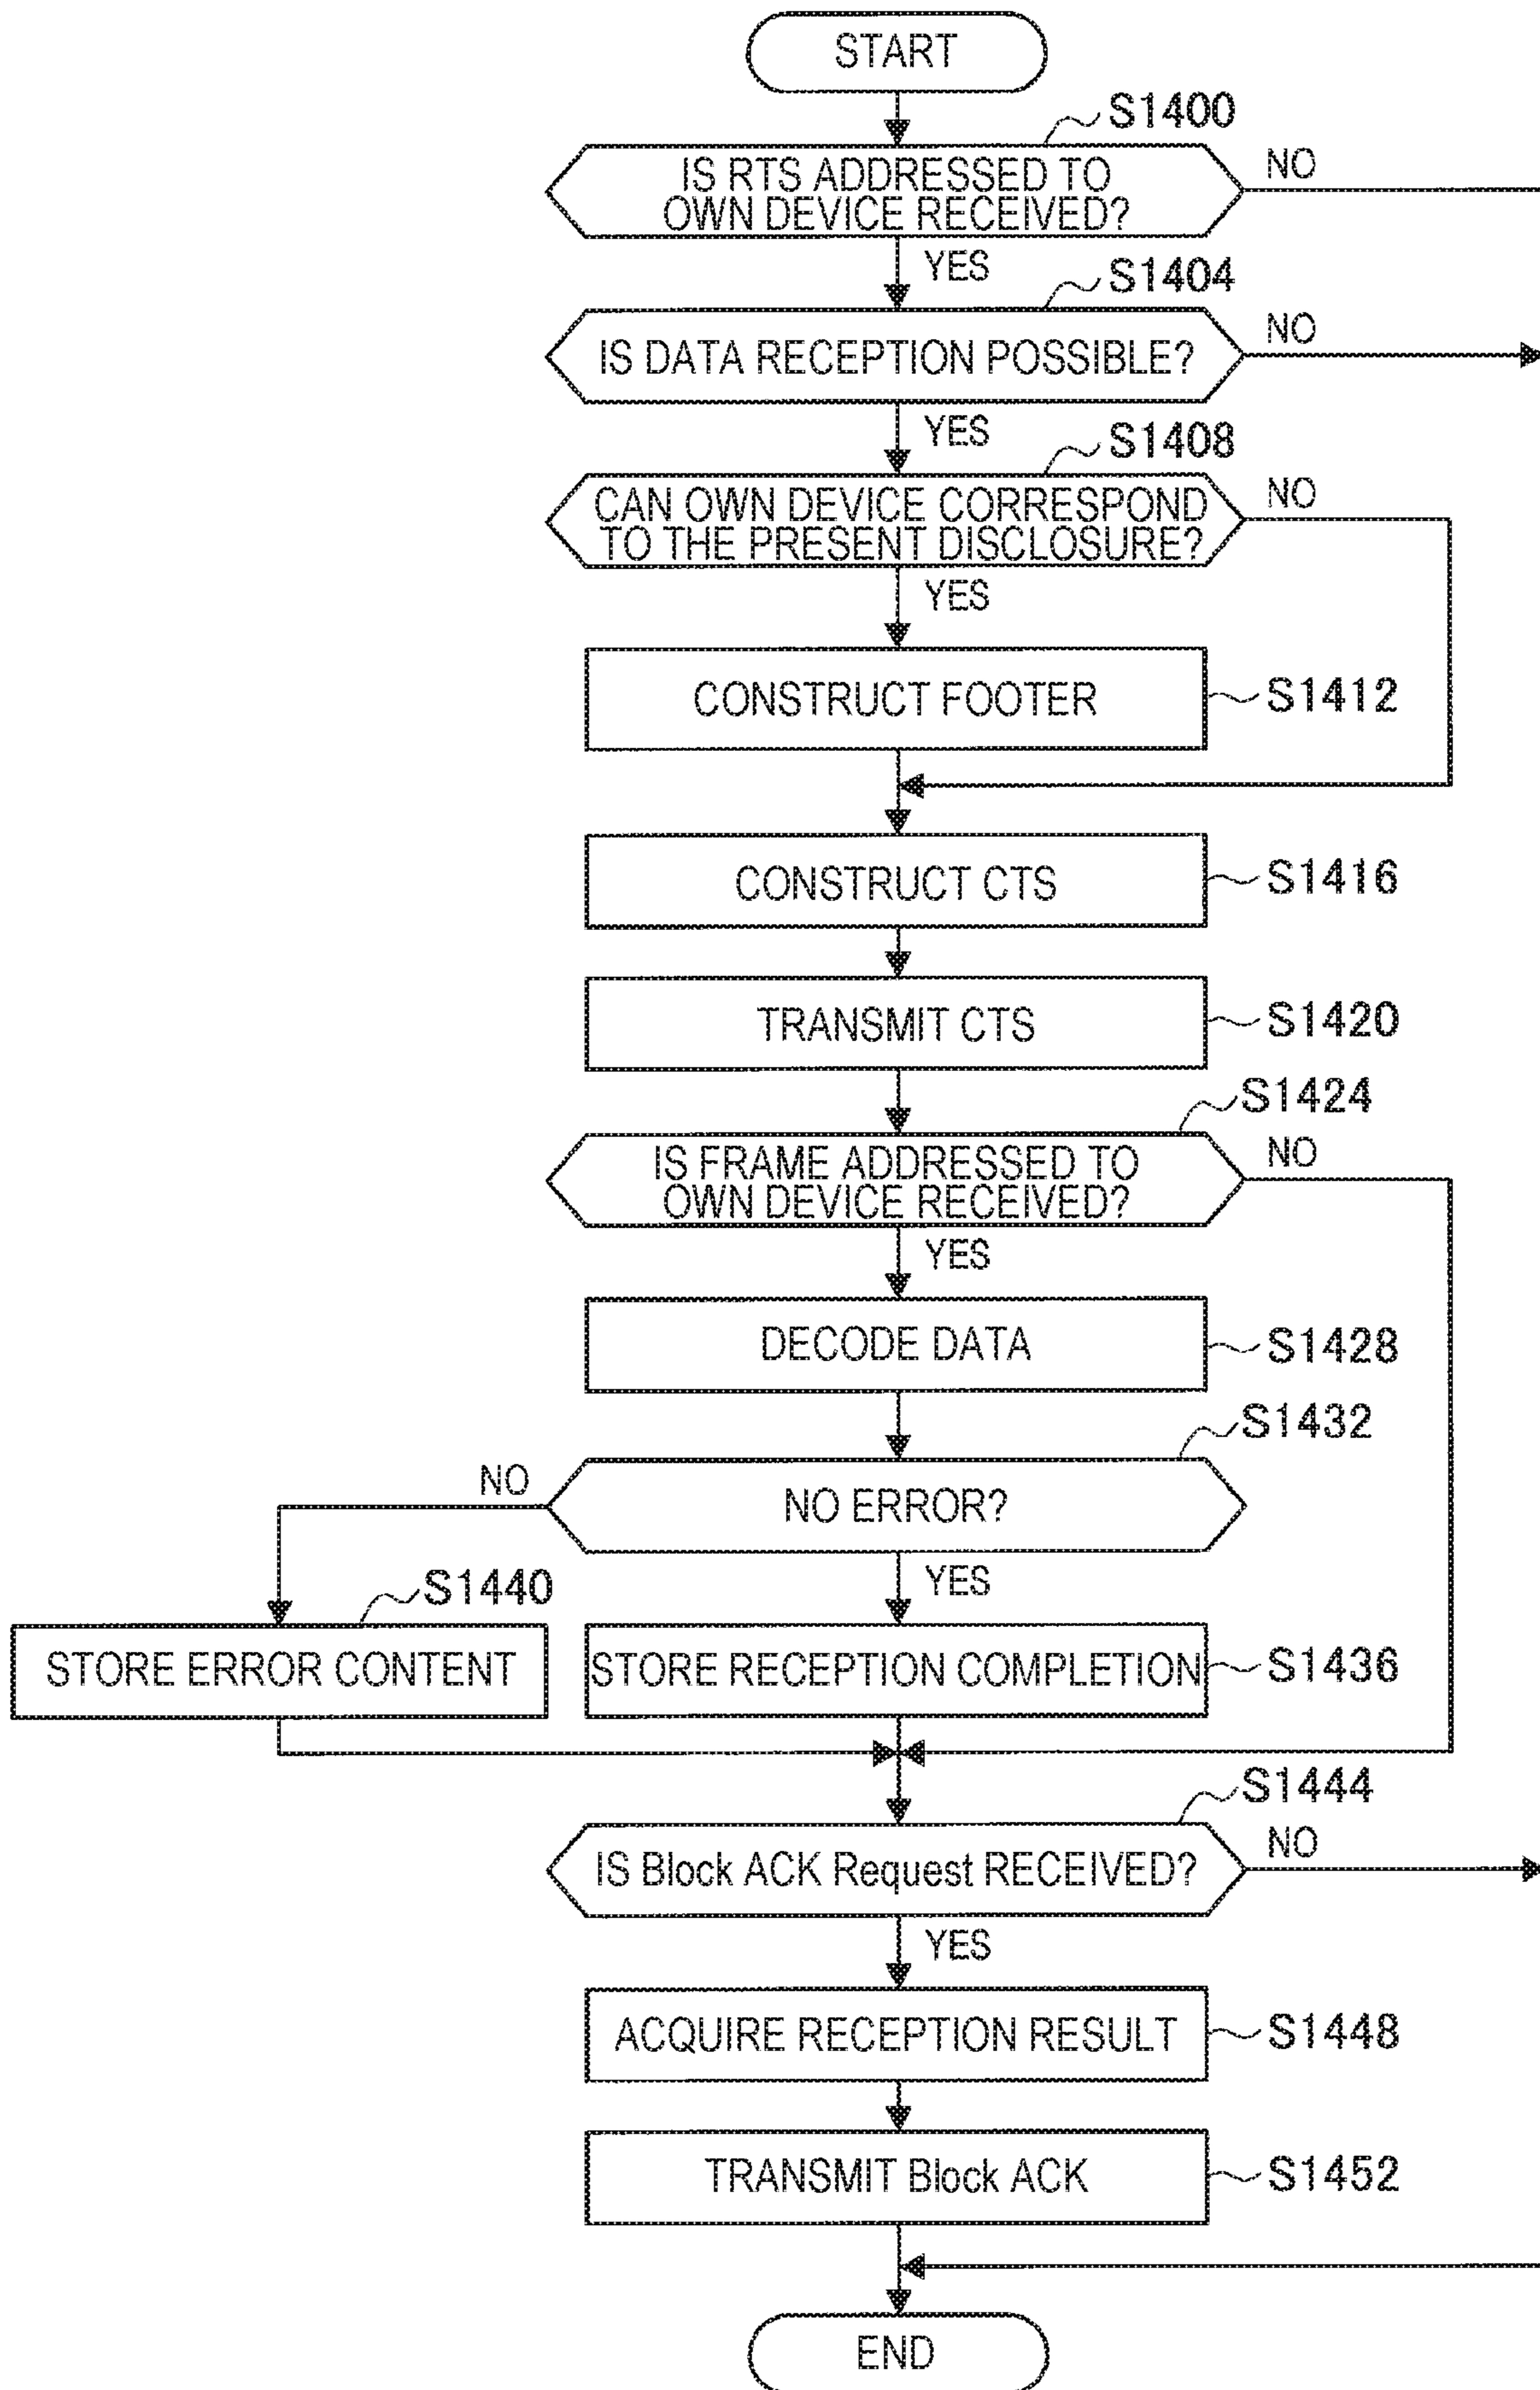 START
S1400
IS RTS ADDRESSED TO
OWN DEVICE RECEIVED?
NO
YES
S1404
IS DATA RECEPTION POSSIBLE?
NO
YES
S1408
CAN OWN DEVICE CORRESPOND
TO THE PRESENT DISCLOSURE?
NO
YES
CONSTRUCT FOOTER
S1412
CONSTRUCT CTS
S1416
TRANSMIT CTS
S1420
S1424
IS FRAME ADDRESSED TO
OWN DEVICE RECEIVED?
NO
YES
DECODE DATA
S1428
S1432
NO
NO ERROR?
YES
S1440
STORE ERROR CONTENT
STORE RECEPTION COMPLETION
S1436
S1444
IS Block ACK Request RECEIVED?
NO
YES
ACQUIRE RECEPTION RESULT
S1448
TRANSMIT Block ACK
S1452
END